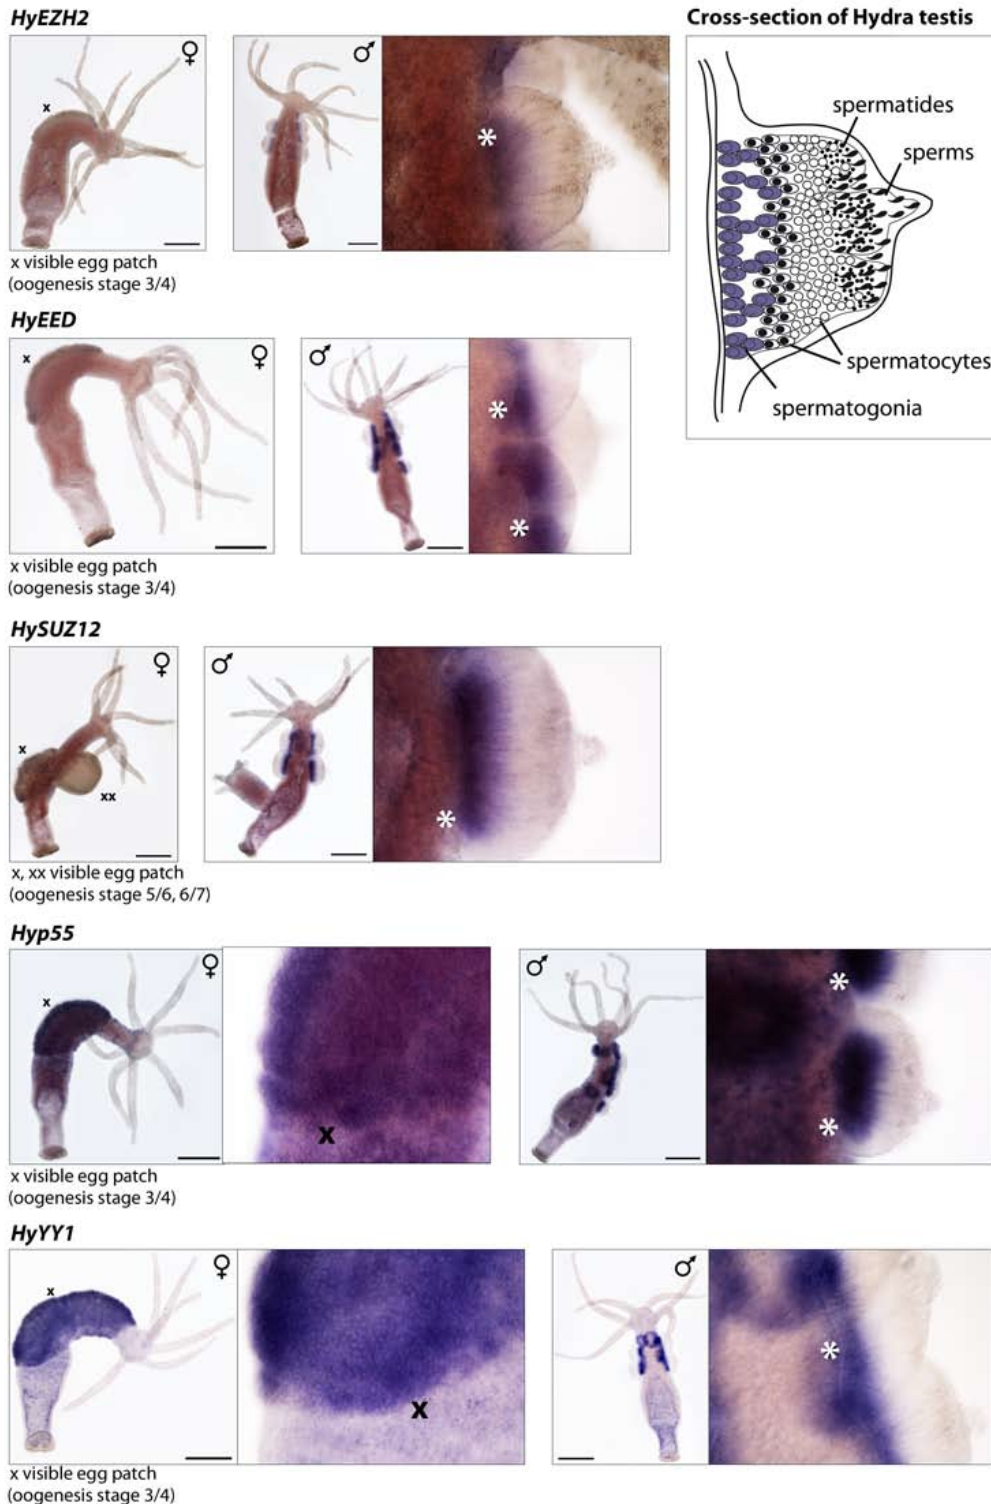 HyEZH2
♀
x
♂
*
x visible egg patch
(oogenesis stage 3/4)
Cross-section of Hydra testis
spermatides
sperms
spermatocytes
spermatogonia
HyEED
x
♀
♂
*
*
x visible egg patch
(oogenesis stage 3/4)
HySUZ12
♀
x
xx
♂
*
x, xx visible egg patch
(oogenesis stage 5/6, 6/7)
Hyp55
♀
x
x
♂
*
*
x visible egg patch
(oogenesis stage 3/4)
HyYY1
♀
x
x
♂
*
x visible egg patch
(oogenesis stage 3/4)